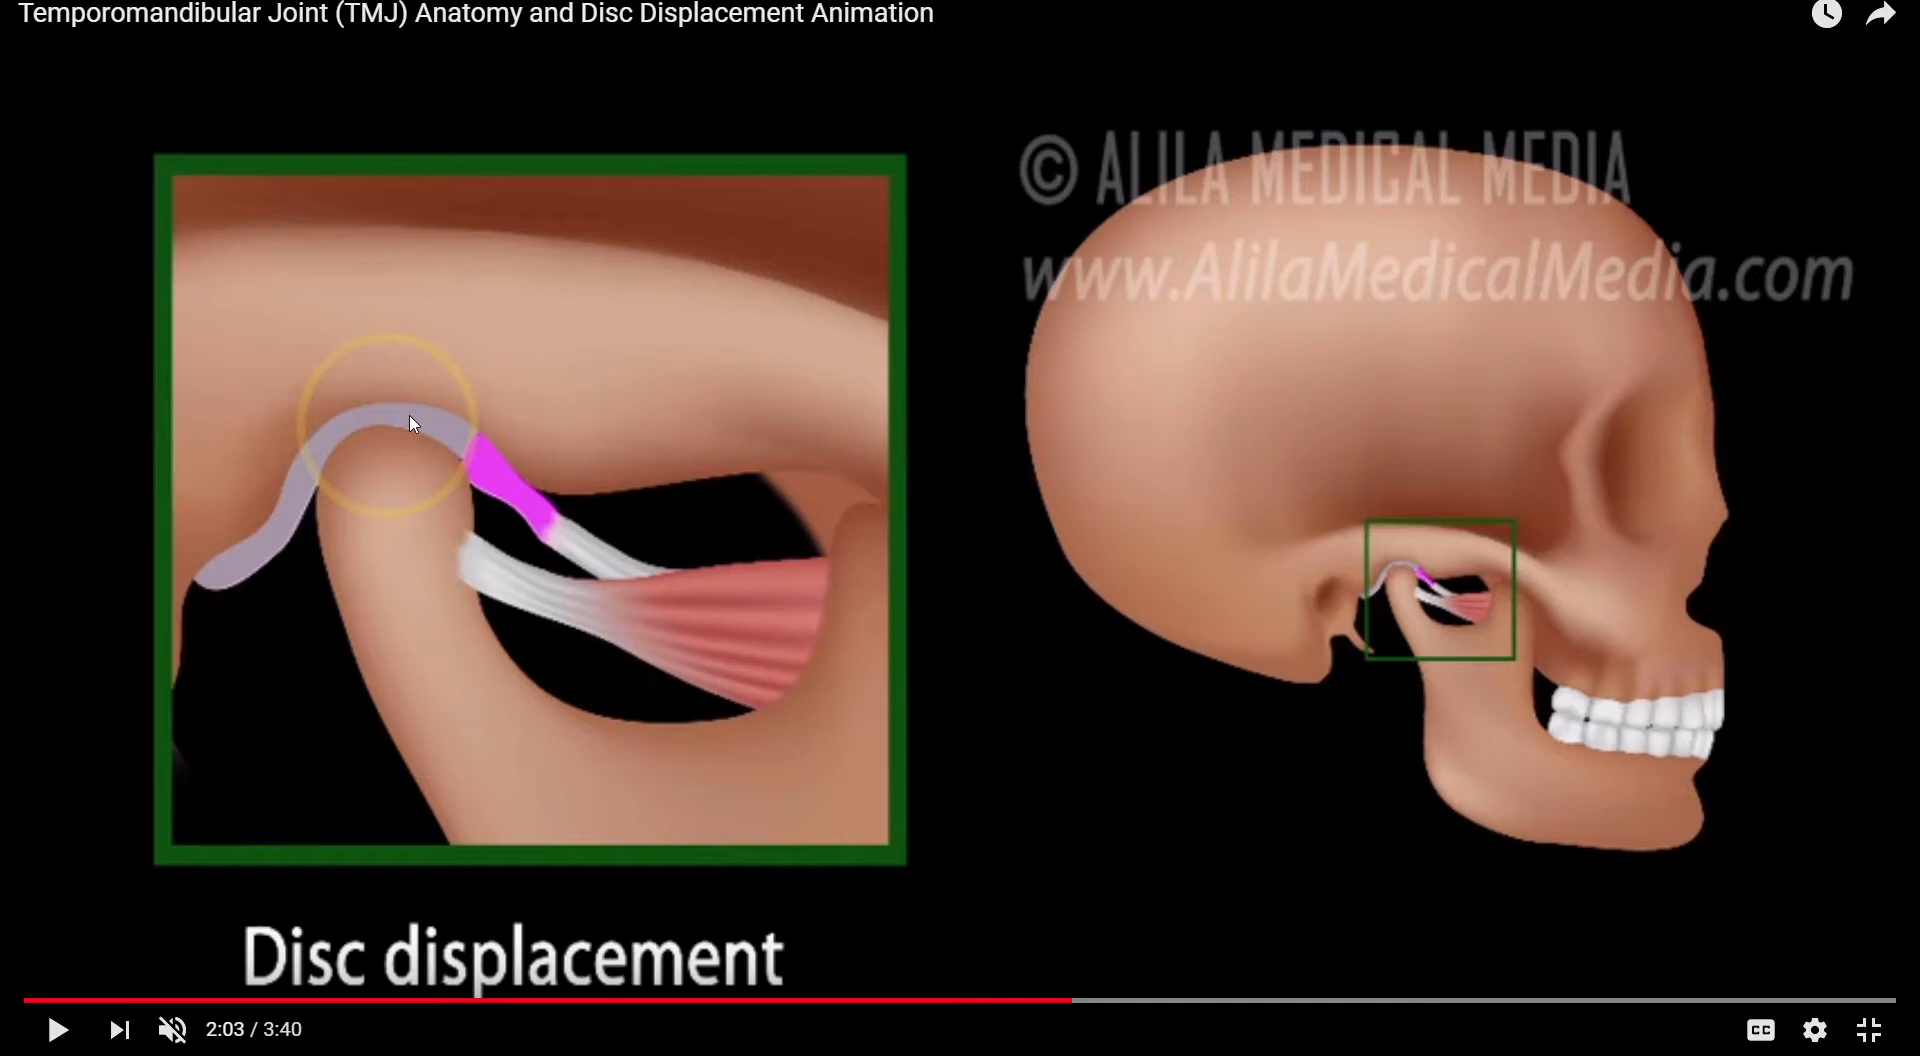 Temporomandibular Joint (TMJ) Anatomy and Disc Displacement Animation
© ALILA MEDICAL MEDIA
www.AlilaMedicalMedia.com
Disc displacement
2:03 / 3:40
CC